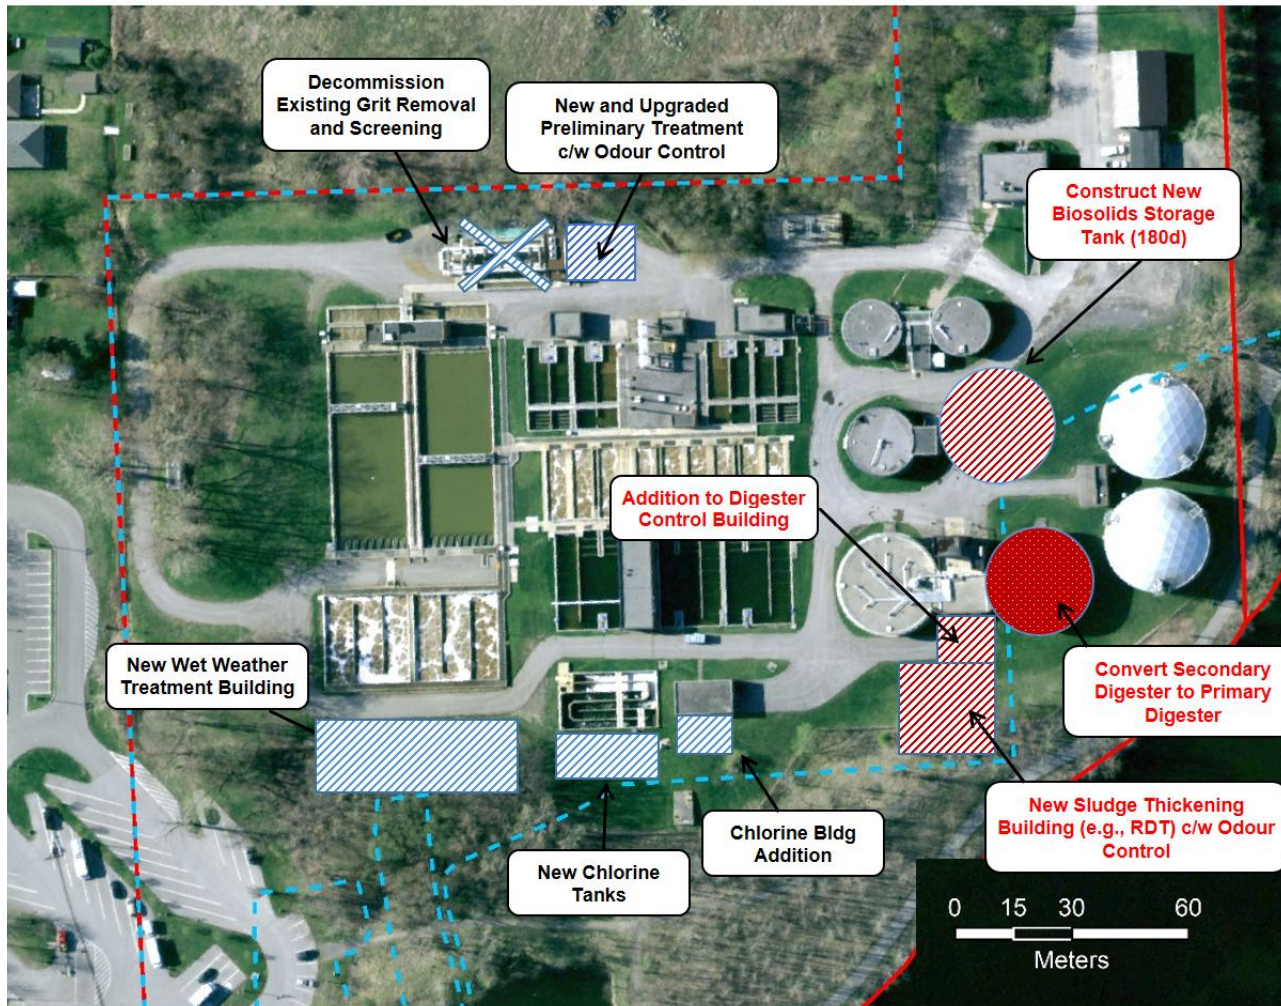 Decommission
Existing Grit Removal
and Screening
New and Upgraded
Preliminary Treatment
c/w Odour Control
Construct New
Biosolids Storage
Tank (180d)
Addition to Digester
Control Building
New Wet Weather
Treatment Building
Convert Secondary
Digester to Primary
Digester
New Sludge Thickening
Building (e.g., RDT) c/w Odour
Control
Chlorine Bldg
Addition
New Chlorine
Tanks
0 15 30 60
Meters